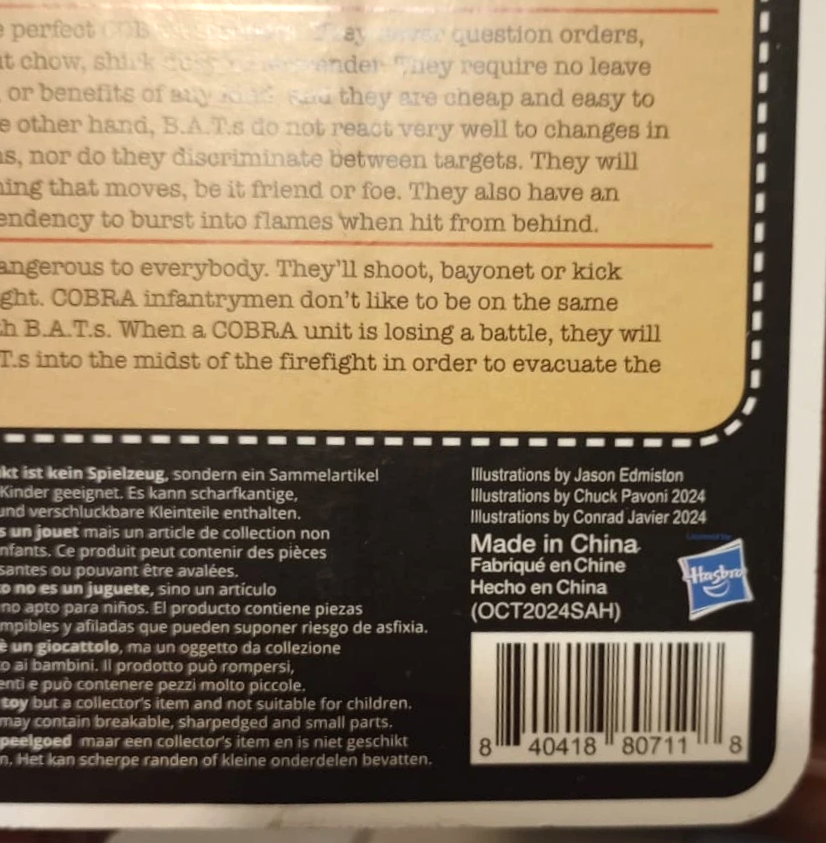 perfect question orders,
chow, They require no leave
or benefits of they are cheap and easy to
other hand, B.A.T.s do not react very well to changes in
nor do they discriminate between targets. They will
that moves, be it friend or foe. They also have an
to burst into flames when hit from behind.
to everybody. They'll shoot, bayonet or kick
COBRA infantrymen don't like to be on the same
B.A.T.s. When a COBRA unit is losing a battle, they will
T.s into the midst of the firefight in order to evacuate the
kt ist kein Spielzeug, sondern ein Sammelartikel
Kinder geeignet. Es kann scharfkantige,
und verschluckbare Kleinteile enthalten.
s un jouet mais un article de collection non
nfants. Ce produit peut contenir des pièces
santes ou pouvant être avalées.
o no es un juguete, sino un artículo
no apto para niños. El producto contiene piezas
mpibles y afiladas que pueden suponer riesgo de asfixia.
è un giocattolo, ma un oggetto da collezione
o ai bambini. Il prodotto può rompersi,
enti e può contenere pezzi molto piccole.
toy but a collector's item and not suitable for children.
may contain breakable, sharpedged and small parts.
peelgoed maar een collector's item en is niet geschikt
n. Het kan scherpe randen of kleine onderdelen bevatten.
Illustrations by Jason Edmiston
Illustrations by Chuck Pavoni 2024
Illustrations by Conrad Javier 2024
Made in China
Fabriqué en Chine
Hecho en China
(OCT2024SAH)
Licensed by
Hasbro
8 40418 80711 8